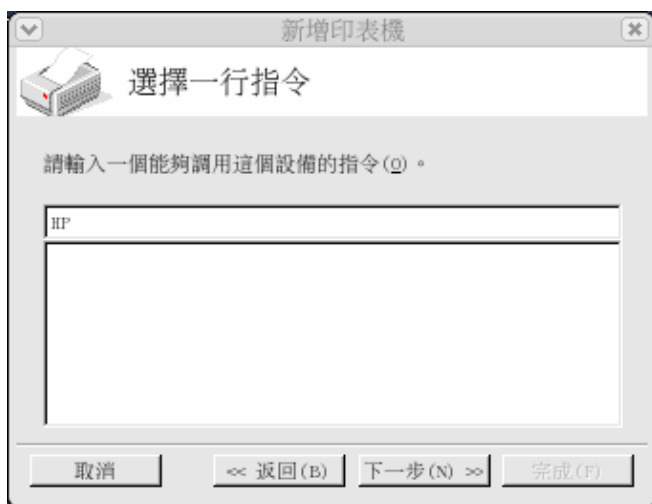 新增印表機
選擇一行指令
請輸入一個能夠調用這個設備的指令(O)。
HP
取消
<< 返回(B)
下一步(N) >>
完成(F)